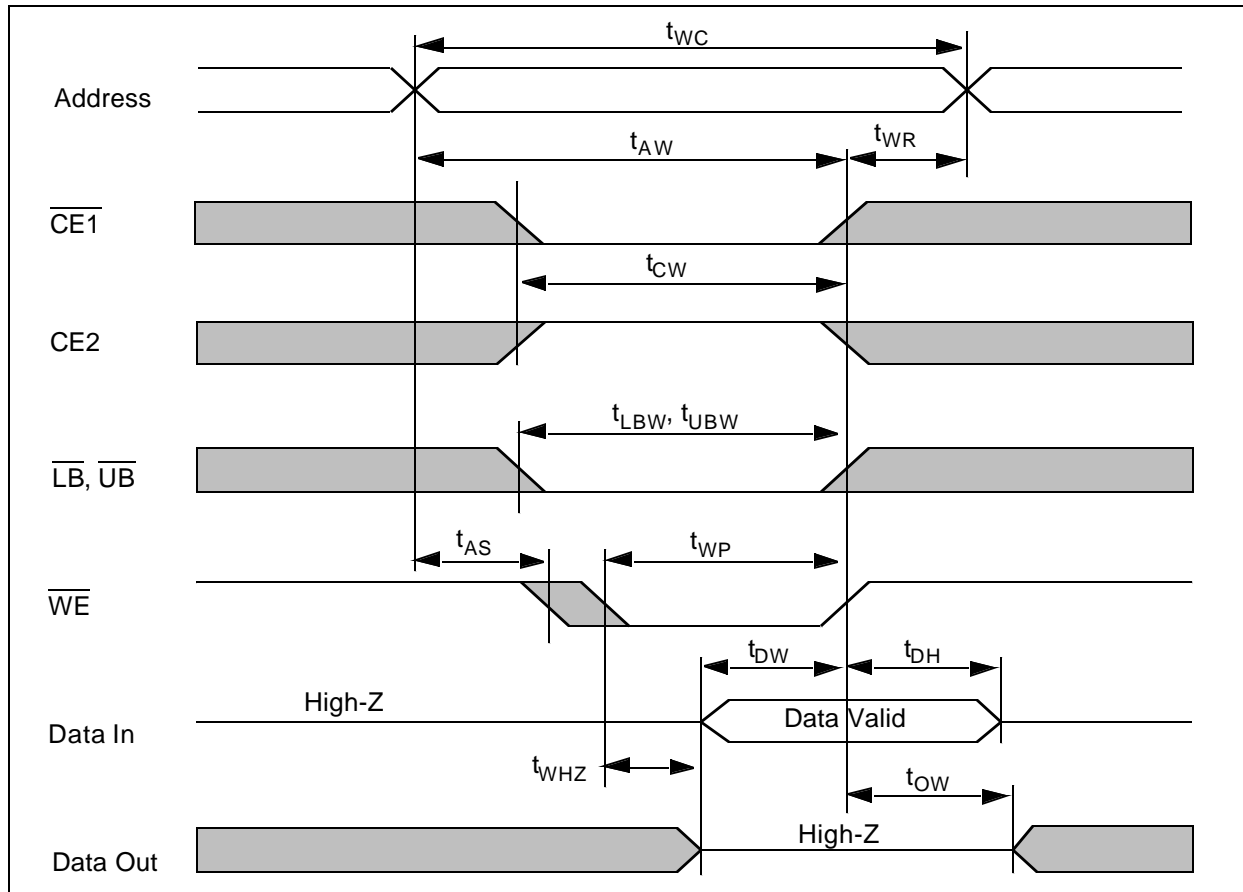 tWC
Address
tAW
tWR
CE1
tCW
CE2
tLBW, tUBW
LB, UB
tAS
tWP
WE
tDW
tDH
High-Z
Data Valid
Data In
tWHZ
tOW
High-Z
Data Out